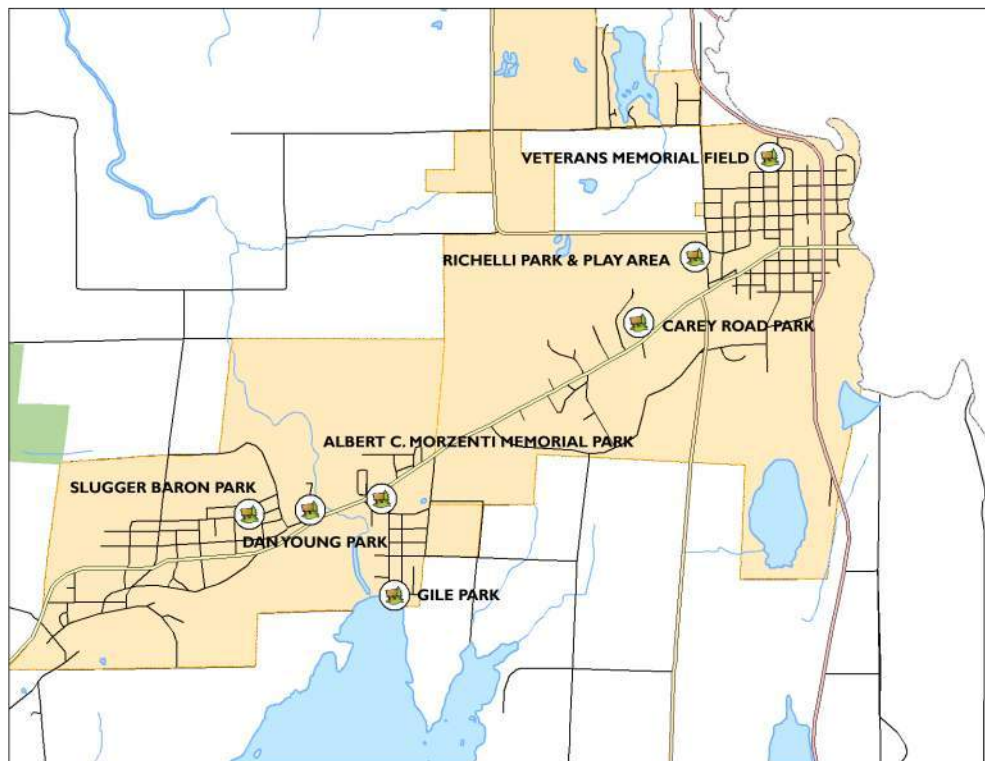 VETERANS MEMORIAL FIELD
RICHELLI PARK & PLAY AREA
CAREY ROAD PARK
ALBERT C. MORZENTI MEMORIAL PARK
SLUGGER BARON PARK
DAN YOUNG PARK
GILE PARK